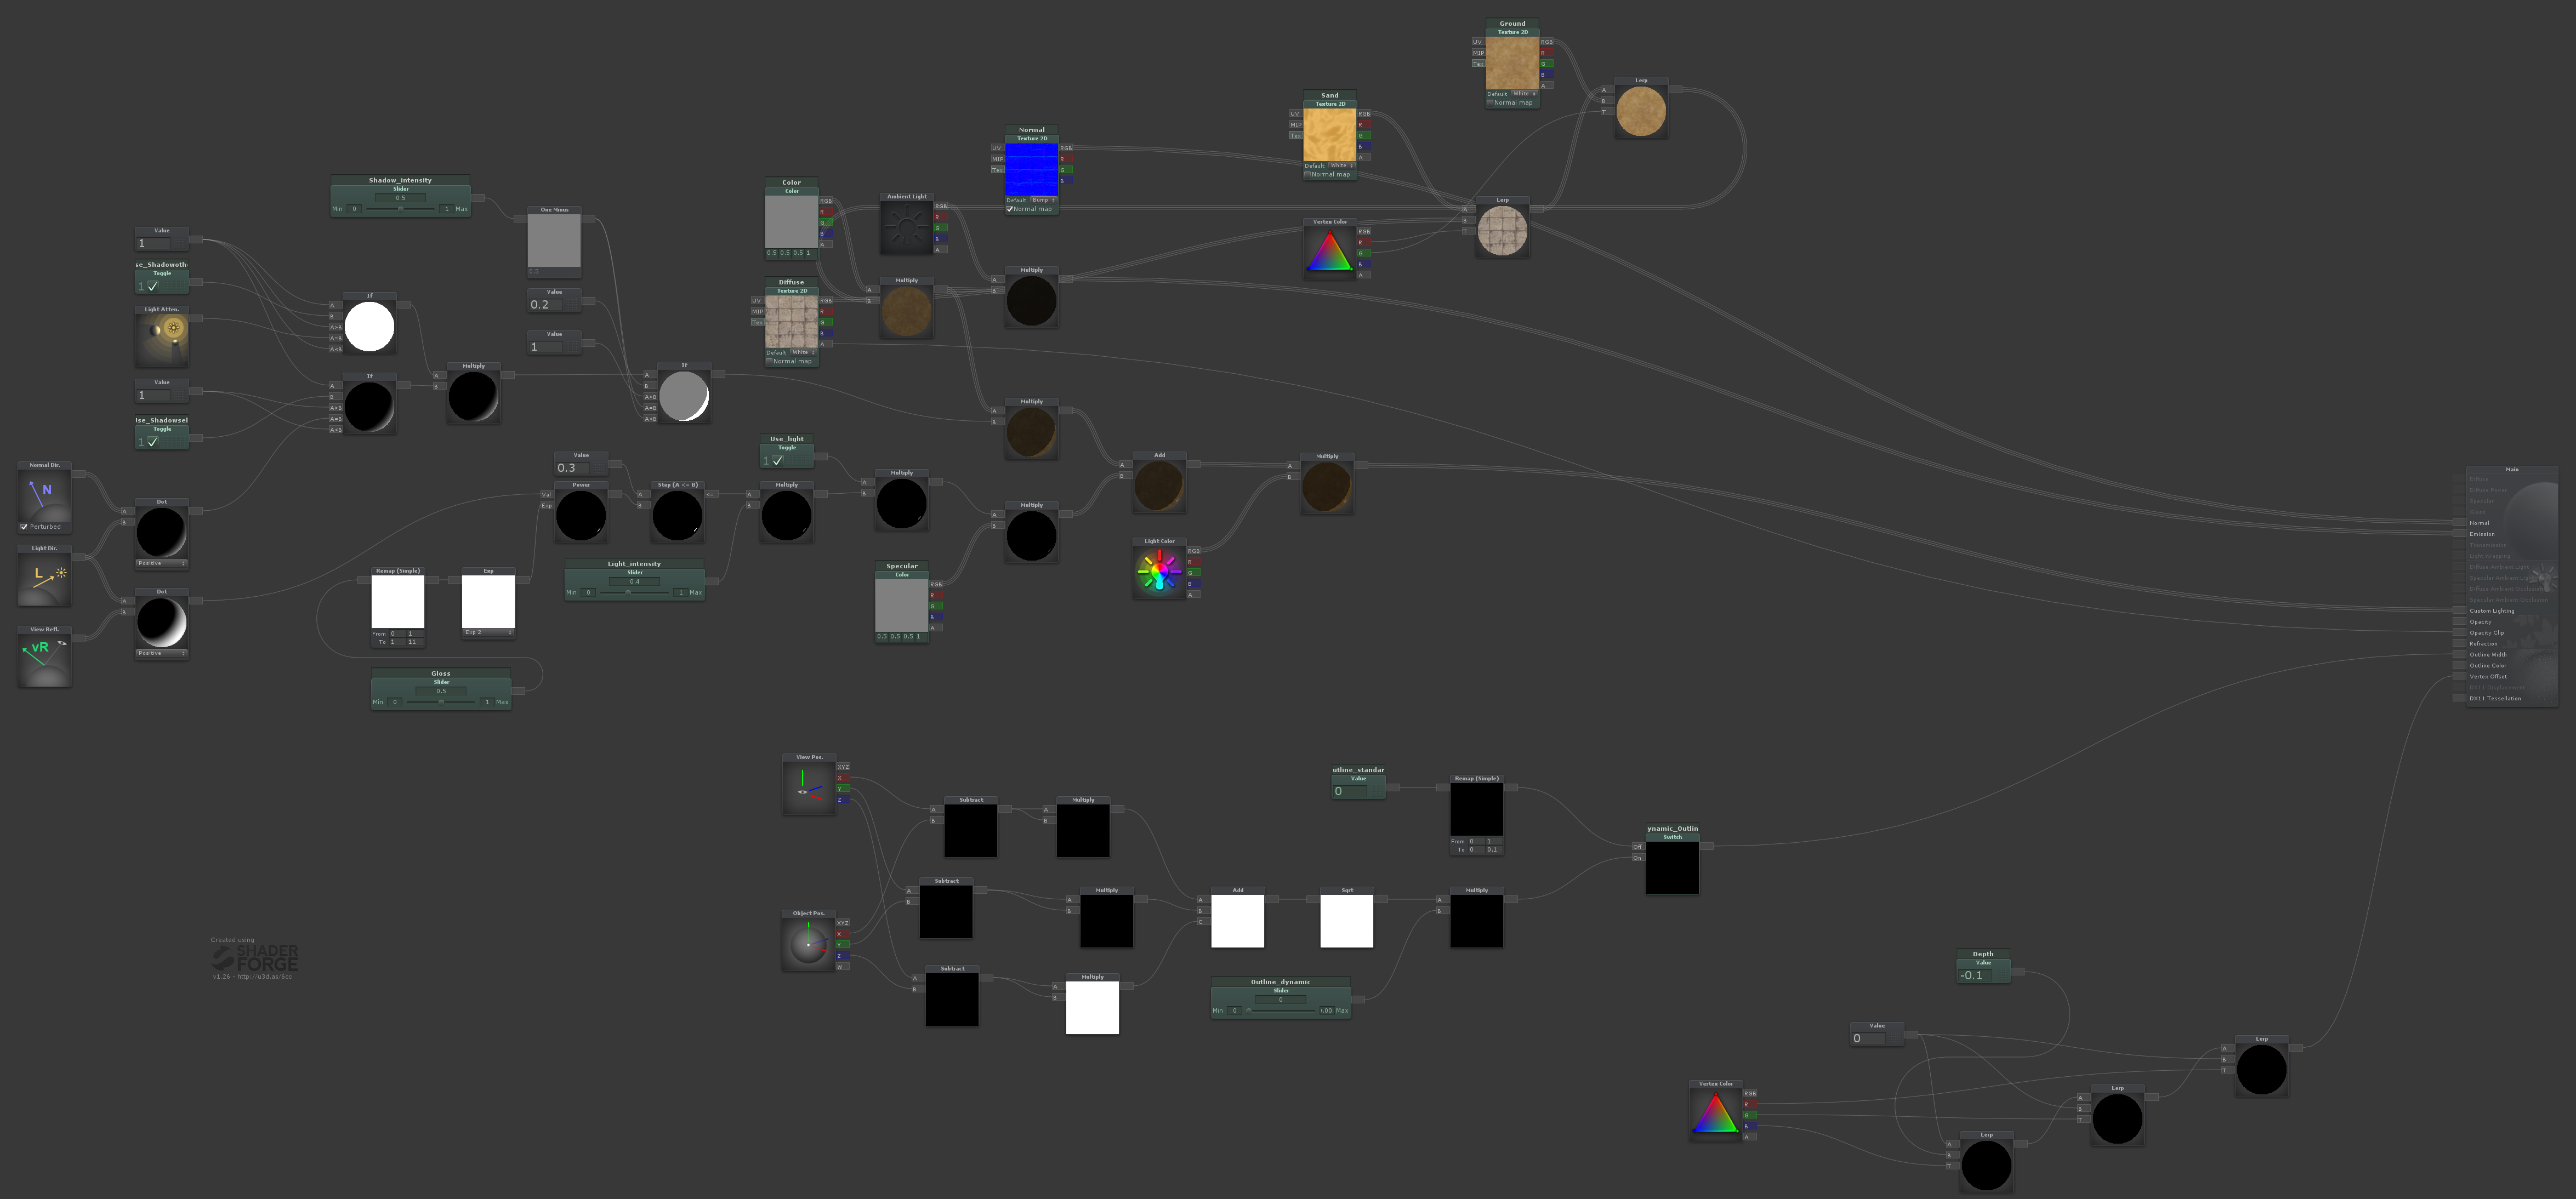 Ground
Texture 2D
UV
MIP
Tex
RGB
R
G
B
A
Default White
Normal map
Lerp
A
B
T
Sand
Texture 2D
UV
MIP
Tex
RGB
R
G
B
A
Default White
Normal map
Normal
Texture 2D
UV
MIP
Tex
RGB
R
G
B
Default Bump
Normal map
Shadow_intensity
Slider
0.5
Min 0 1 Max
One Minus
0.5
Color
Color
RGB
R
G
B
A
0.5 0.5 0.5 1
Ambient Light
RGB
R
G
B
A
Lerp
A
B
T
Vertex Color
RGB
R
G
B
A
Value
1
se_Shadowoth
Toggle
1
Light Atten.
If
A
B
A>B
A=B
A<B
Value
0.2
Value
1
Diffuse
Texture 2D
UV
MIP
Tex
RGB
R
G
B
A
Default White
Normal map
Multiply
A
B
Multiply
A
B
Value
1
Jse_Shadowsel
Toggle
1
If
A
B
A>B
A=B
A<B
Multiply
A
B
If
A
B
A>B
A=B
A<B
Multiply
A
B
Normal Dir.
N
Perturbed
Light Dir.
L
View Refl.
vR
Dot
A
B
Positive
Dot
A
B
Positive
Value
0.3
Power
Val
Exp
Step (A <= B)
A
B
<=
Use_light
Toggle
1
Multiply
A
B
Multiply
A
B
Multiply
A
B
Add
A
B
Multiply
A
B
Light Color
RGB
R
G
B
A
Remap (Simple)
From 0 1
To 1 11
Exp
Exp 2
Light_intensity
Slider
0.4
Min 0 1 Max
Specular
Color
RGB
R
G
B
A
0.5 0.5 0.5 1
Gloss
Slider
0.5
Min 0 1 Max
Main
Diffuse
Diffuse Power
Specular
Gloss
Normal
Emission
Transmission
Light Wrapping
Diffuse Ambient Light
Specular Ambient Light
Diffuse Ambient Occlusion
Specular Ambient Occlusion
Custom Lighting
Opacity
Opacity Clip
Refraction
Outline Width
Outline Color
Vertex Offset
DX11 Displacement
DX11 Tessellation
View Pos.
XYZ
X
Y
Z
Subtract
A
B
Multiply
A
B
utline_standar
Value
0
Remap (Simple)
From 0 1
To 0 0.1
ynamic_Outlin
Switch
Off
On
Object Pos.
XYZ
X
Y
Z
W
Subtract
A
B
Multiply
A
B
Add
A
B
C
Sqrt
Multiply
A
B
Subtract
A
B
Multiply
A
B
Outline_dynamic
Slider
0
Min 0 Max
Created using
SHADER
FORGE
v1.26 - http://u3d.as/6cc
Depth
Value
-0.1
Value
0
Vertex Color
RGB
R
G
B
A
Lerp
A
B
T
Lerp
A
B
T
Lerp
A
B
T